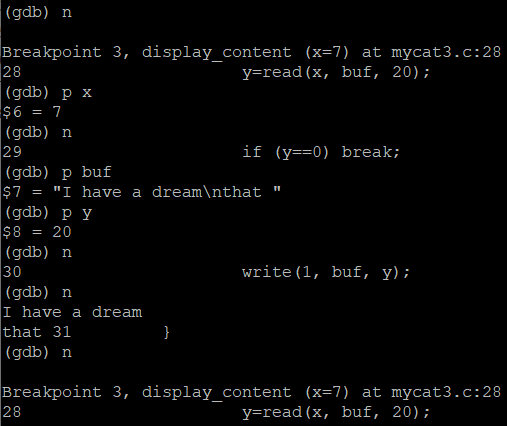 (gdb) n
Breakpoint 3, display_content (x=7) at mycat3.c:28
28                      y=read(x, buf, 20);
(gdb) p x
$6 = 7
(gdb) n
29                      if (y==0) break;
(gdb) p buf
$7 = "I have a dream\nthat "
(gdb) p y
$8 = 20
(gdb) n
30                      write(1, buf, y);
(gdb) n
I have a dream
that 31         }
(gdb) n
Breakpoint 3, display_content (x=7) at mycat3.c:28
28                      y=read(x, buf, 20);